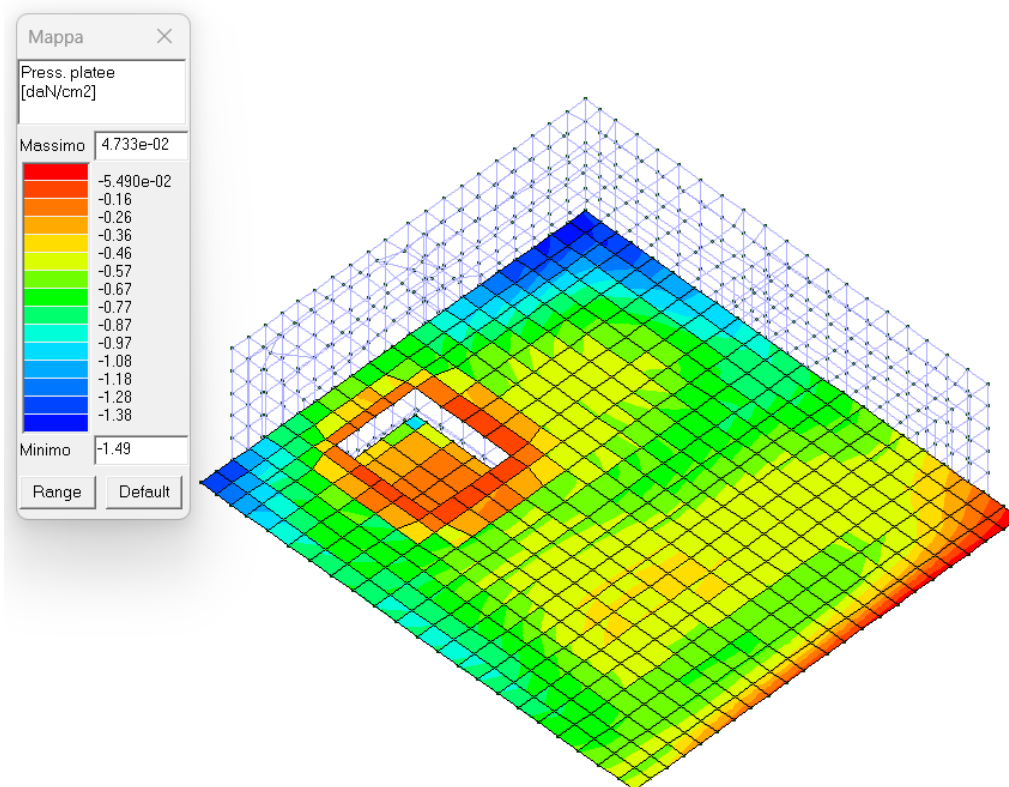 Mappa
Press. platee
[daN/cm2]
Massimo 4.733e-02
-5.490e-02
-0.16
-0.26
-0.36
-0.46
-0.57
-0.67
-0.77
-0.87
-0.97
-1.08
-1.18
-1.28
-1.38
Minimo -1.49
Range Default